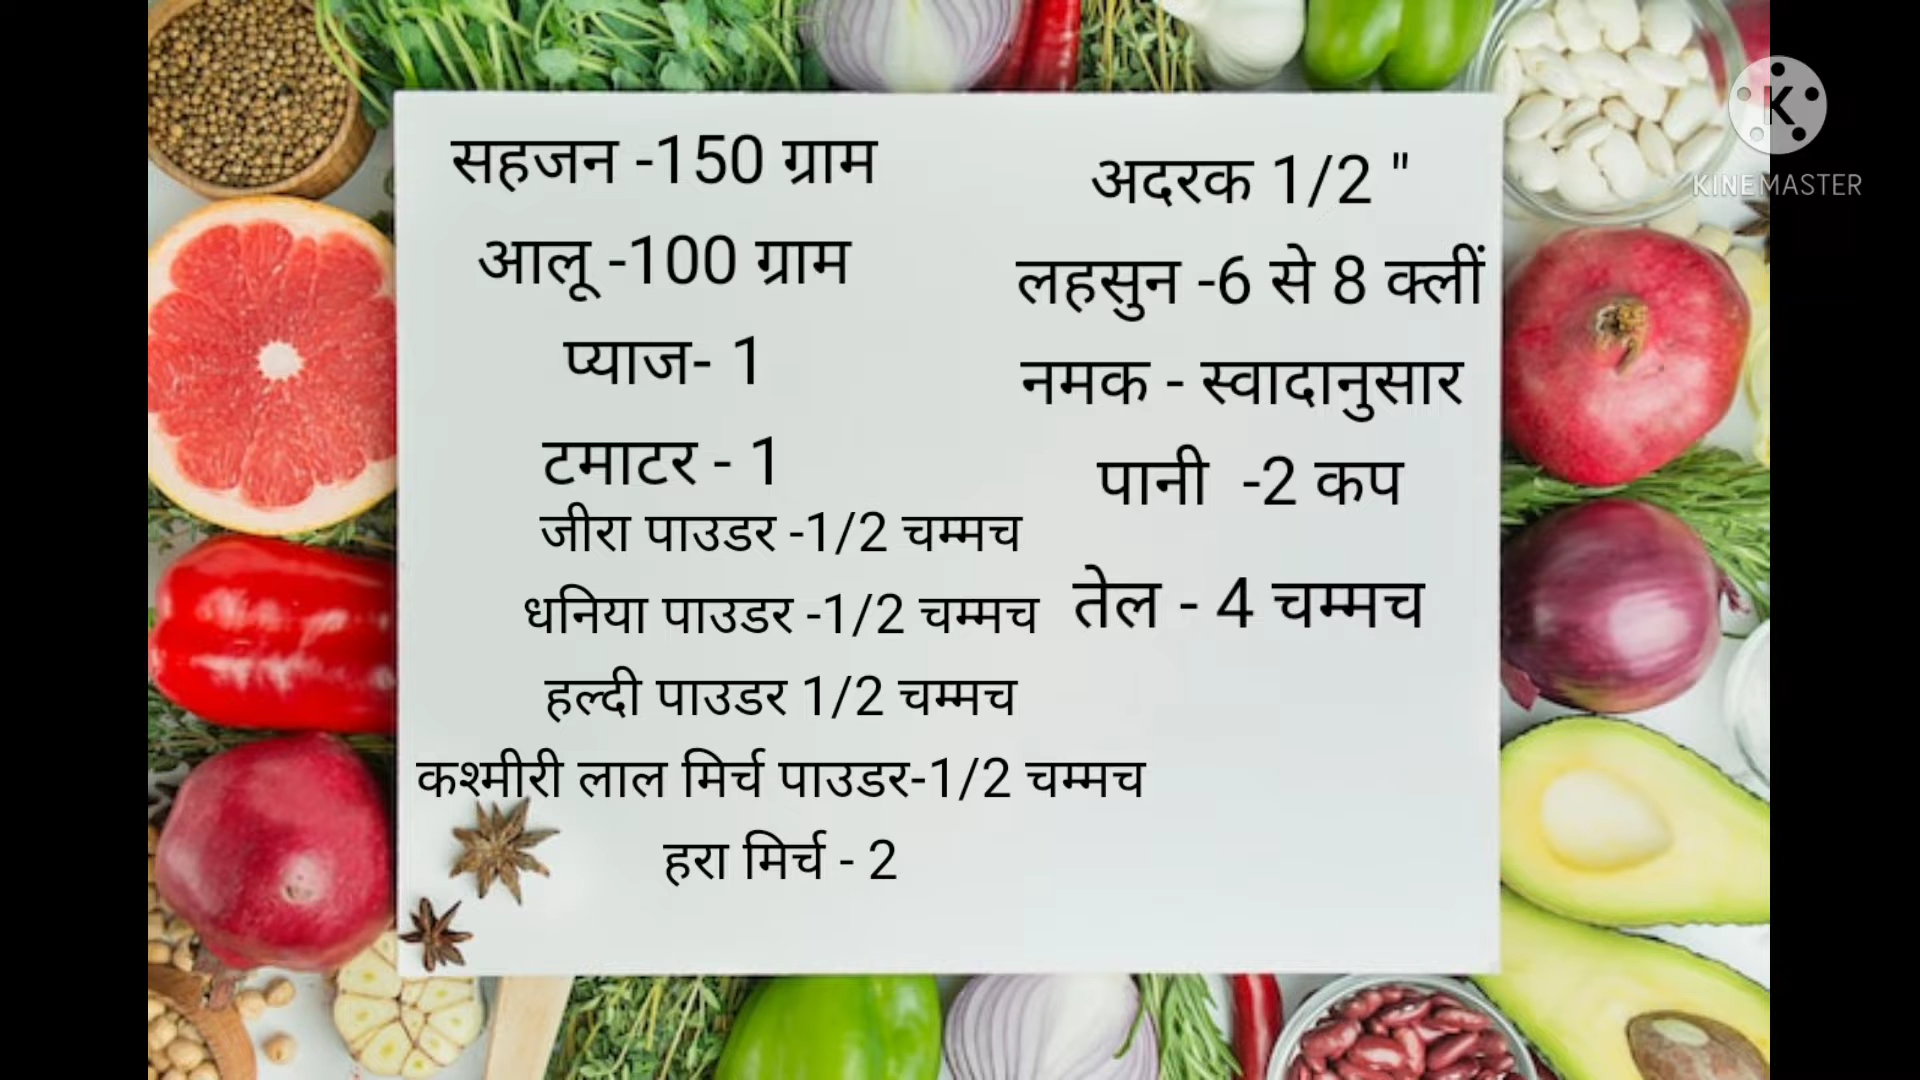 सहजन -150 ग्राम
आलू -100 ग्राम
प्याज- 1
टमाटर - 1
जीरा पाउडर -1/2 चम्मच
धनिया पाउडर -1/2 चम्मच
हल्दी पाउडर 1/2 चम्मच
कश्मीरी लाल मिर्च पाउडर-1/2 चम्मच
हरा मिर्च - 2
अदरक 1/2 "
लहसुन -6 से 8 क्लीं
नमक - स्वादानुसार
पानी -2 कप
तेल - 4 चम्मच
K
KINEMASTER